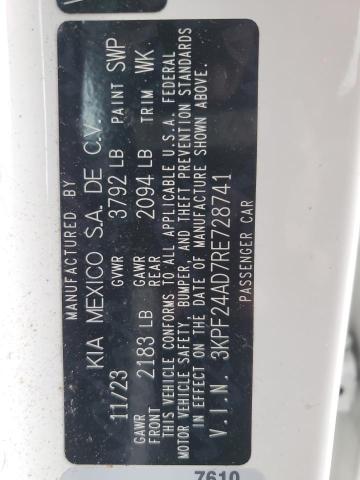 MANUFACTURED BY
KIA MEXICO S.A. DE C.V.
11/23 GVWR 3792 LB PAINT SWP
GAWR FRONT 2183 LB GAWR REAR 2094 LB TRIM WK
THIS VEHICLE CONFORMS TO ALL APPLICABLE U.S.A. FEDERAL
MOTOR VEHICLE SAFETY, BUMPER, AND THEFT PREVENTION STANDARDS
IN EFFECT ON THE DATE OF MANUFACTURE SHOWN ABOVE.
V.I.N. 3KPF24AD7RE728741
PASSENGER CAR
7610